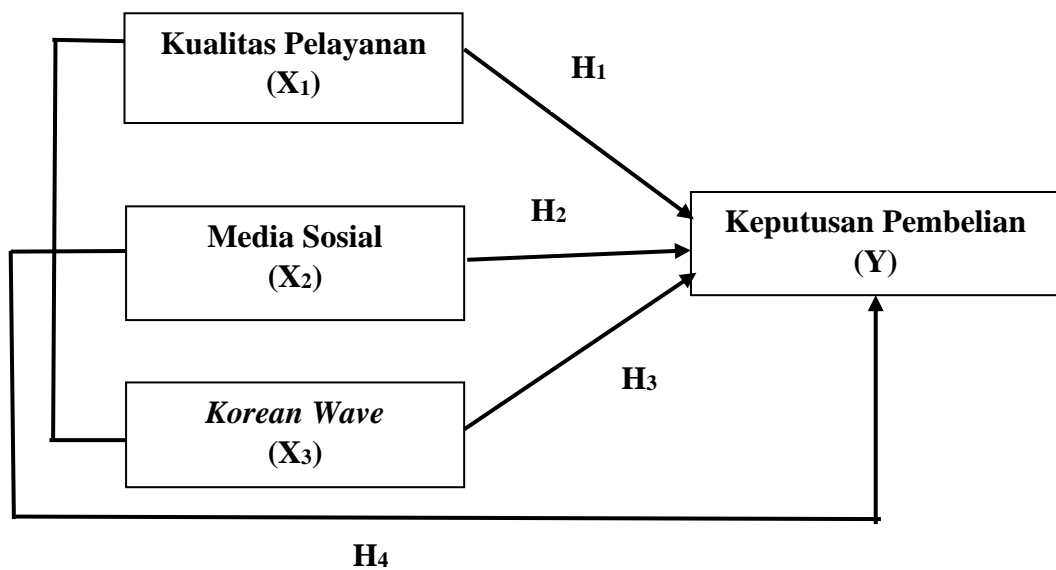 Kualitas Pelayanan
(X₁)
H₁
Media Sosial
(X₂)
H₂
Keputusan Pembelian
(Y)
Korean Wave
(X₃)
H₃
H₄